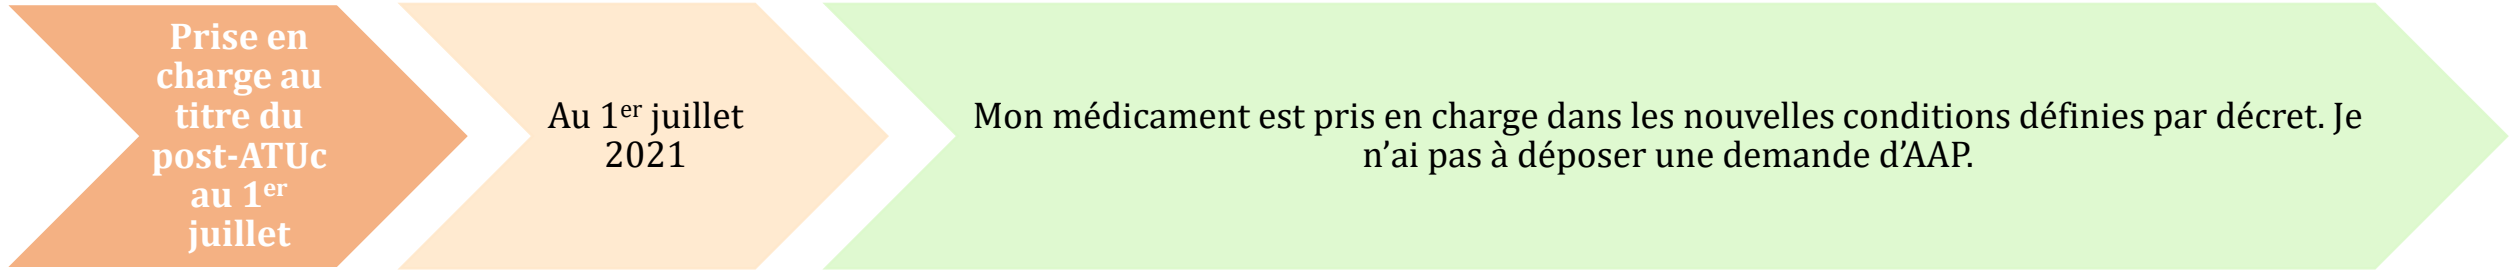 Prise en
charge au
titre du
post-ATUc
au 1er
juillet
Au 1er juillet
2021
Mon médicament est pris en charge dans les nouvelles conditions définies par décret. Je
n’ai pas à déposer une demande d’AAP.